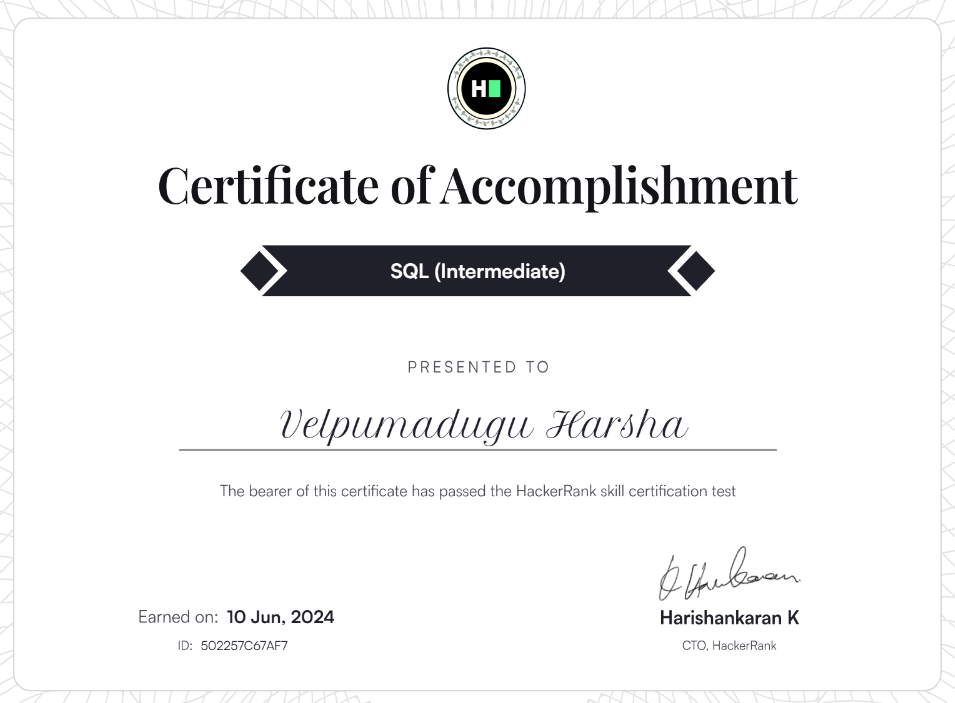 H
Certificate of Accomplishment
SQL (Intermediate)
PRESENTED TO
Velpumadugu Harsha
The bearer of this certificate has passed the HackerRank skill certification test
Earned on: 10 Jun, 2024
ID: 502257C67AF7
Harishankaran K
CTO, HackerRank